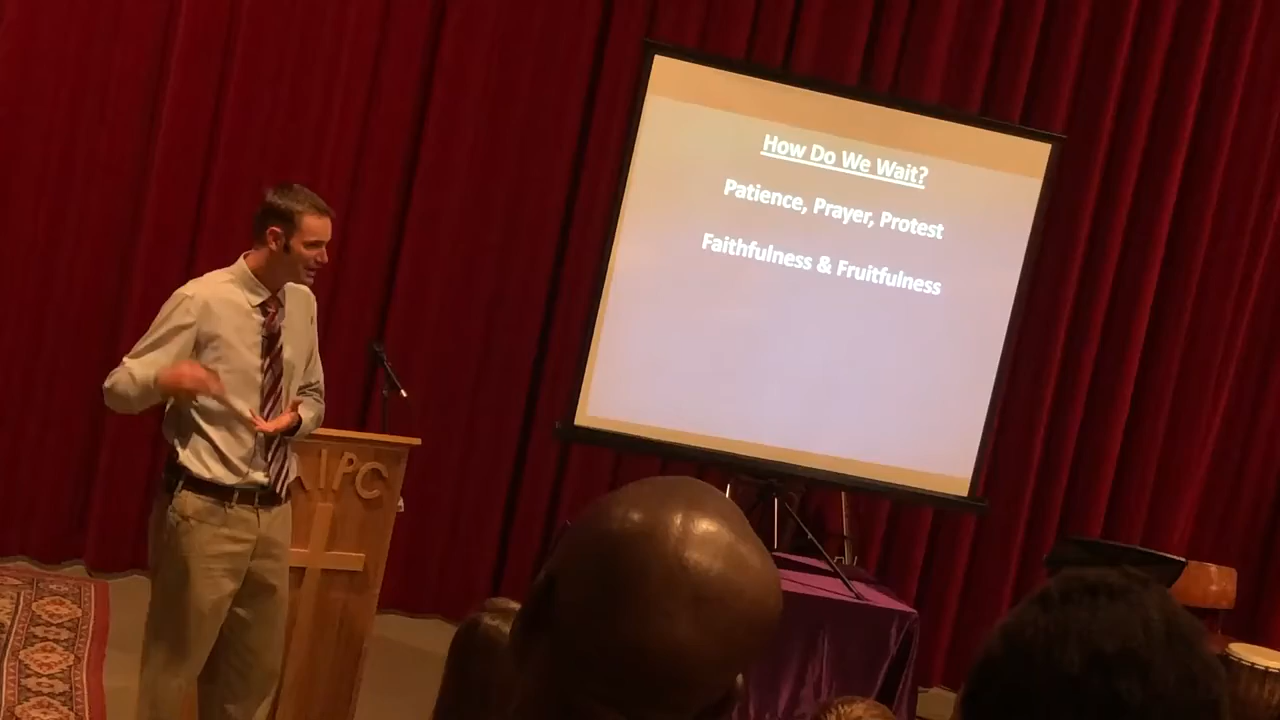 How Do We Wait?
Patience, Prayer, Protest
Faithfulness & Fruitfulness
IPC